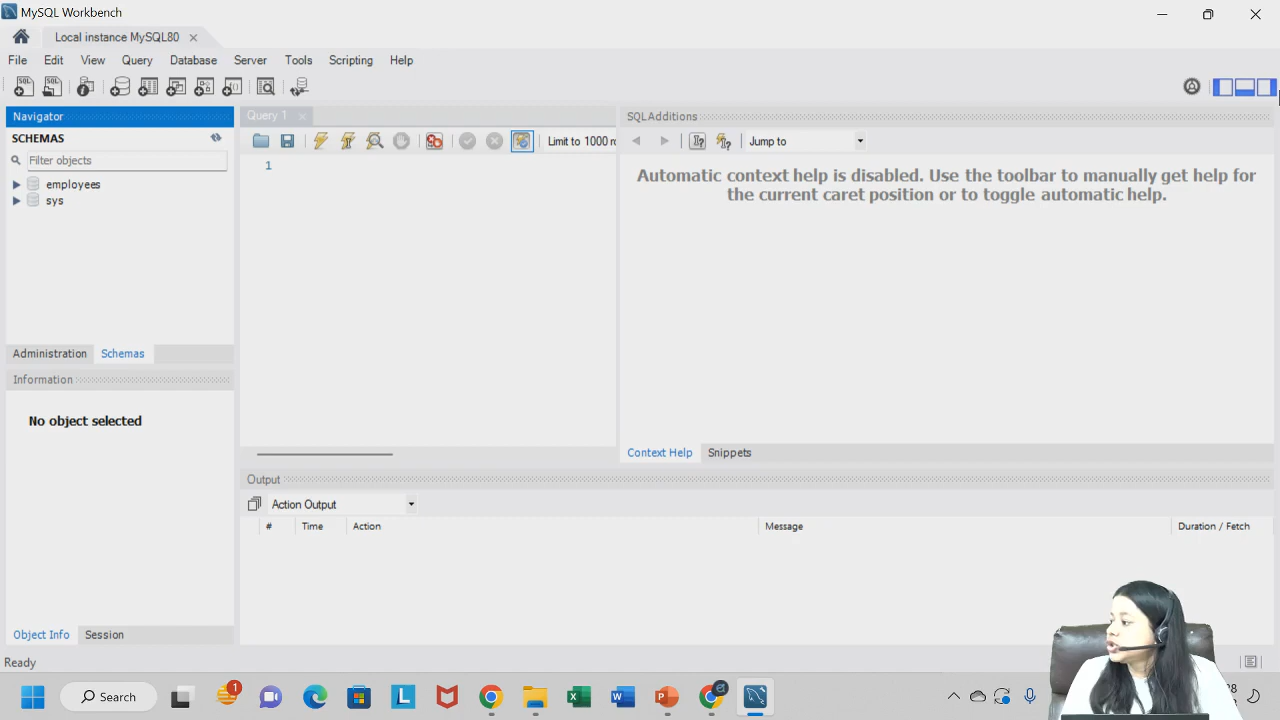 MySQL Workbench
Local instance MySQL80
File Edit View Query Database Server Tools Scripting Help
Navigator
SCHEMAS
Filter objects
employees
sys
Administration Schemas
Information
No object selected
Object Info Session
Ready
Query 1
Limit to 1000 ro
1
SQLAdditions
Jump to
Automatic context help is disabled. Use the toolbar to manually get help for
the current caret position or to toggle automatic help.
Context Help Snippets
Output
Action Output
# Time Action Message Duration / Fetch
Search
1